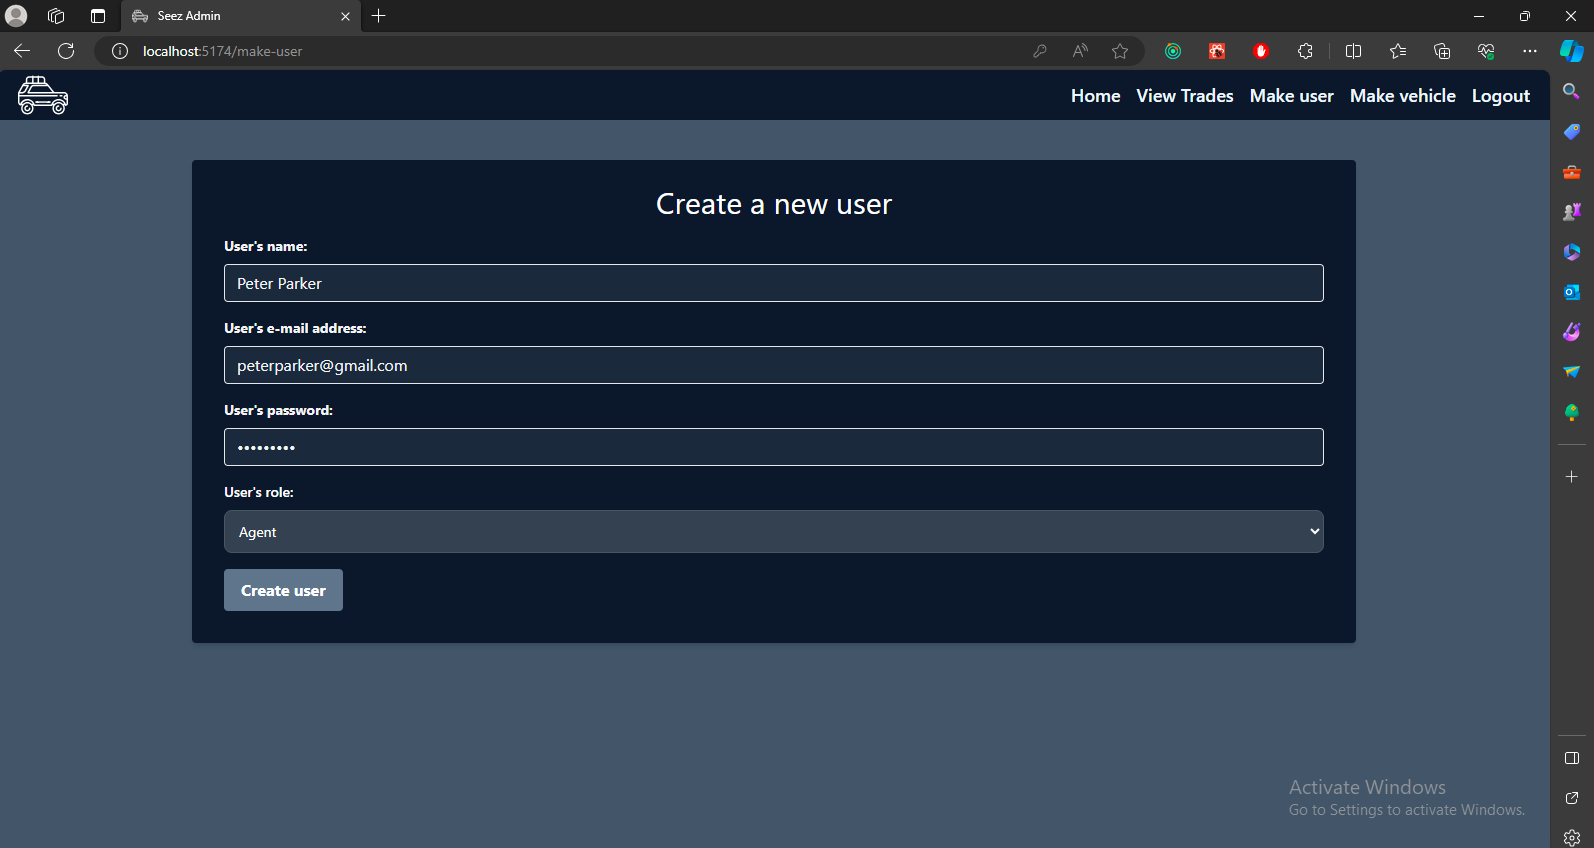 Seez Admin
localhost:5174/make-user
Home View Trades Make user Make vehicle Logout
Create a new user
User's name:
Peter Parker
User's e-mail address:
peterparker@gmail.com
User's password:
•••••••••
User's role:
Agent
Create user
Activate Windows
Go to Settings to activate Windows.